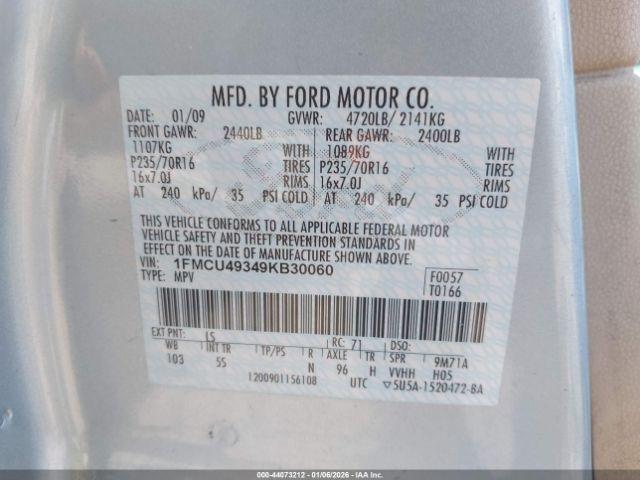 MFD. BY FORD MOTOR CO.
DATE: 01/09 GVWR: 4720LB/ 2141KG
FRONT GAWR: 2440LB REAR GAWR: 2400LB
1107KG WITH 1089KG WITH
P235/70R16 TIRES P235/70R16 TIRES
16x7.0J RIMS 16x7.0J RIMS
AT 240 kPa/ 35 PSI COLD AT 240 kPa/ 35 PSI COLD
THIS VEHICLE CONFORMS TO ALL APPLICABLE FEDERAL MOTOR
VEHICLE SAFETY AND THEFT PREVENTION STANDARDS IN
EFFECT ON THE DATE OF MANUFACTURE SHOWN ABOVE.
VIN: 1FMCU49349KB30060 F0057
TYPE: MPV T0166
EXT PNT: LS RC: 71 DSO:
WB INT TR TP/PS R AXLE TR SPR 9M71A
103 55 N 96 H VVHH H05
1200901156108 UTC ▽5U5A-1520472-BA
000-44073212 - 01/06/2026 - IAAI.COM